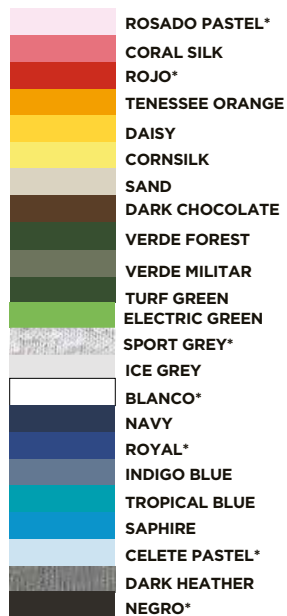 ROSADO PASTEL*
CORAL SILK
ROJO*
TENESSEE ORANGE
DAISY
CORNSILK
SAND
DARK CHOCOLATE
VERDE FOREST
VERDE MILITAR
TURF GREEN
ELECTRIC GREEN
SPORT GREY*
ICE GREY
BLANCO*
NAVY
ROYAL*
INDIGO BLUE
TROPICAL BLUE
SAPHIRE
CELETE PASTEL*
DARK HEATHER
NEGRO*